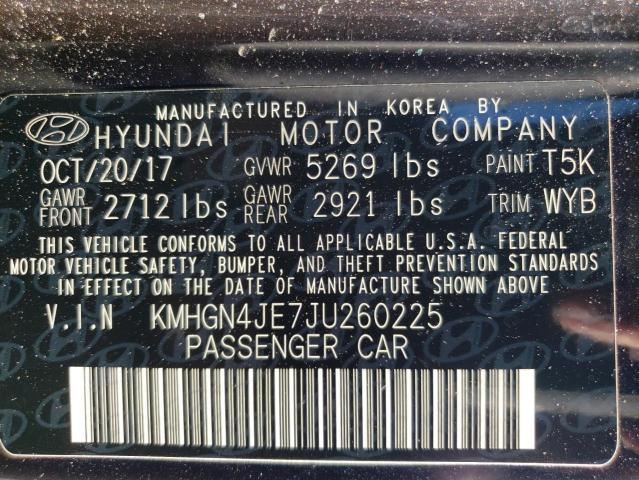 MANUFACTURED IN KOREA BY
HYUNDAI MOTOR COMPANY
OCT/20/17 GVWR 5269 lbs PAINT T5K
GAWR FRONT 2712 lbs GAWR REAR 2921 lbs TRIM WYB
THIS VEHICLE CONFORMS TO ALL APPLICABLE U.S.A. FEDERAL
MOTOR VEHICLE SAFETY, BUMPER, AND THEFT PREVENTION STANDARDS
IN EFFECT ON THE DATE OF MANUFACTURE SHOWN ABOVE
V.I.N KMHGN4JE7JU260225
PASSENGER CAR